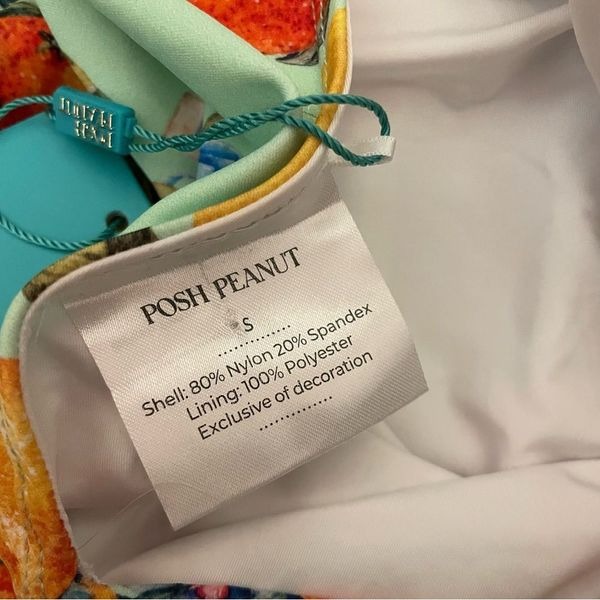 POSH PEANUT
S
..............
Shell: 80% Nylon 20% Spandex
Lining: 100% Polyester
Exclusive of decoration
..............